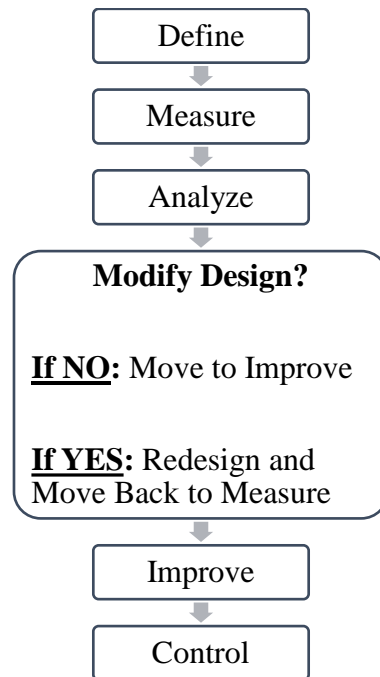 Define
Measure
Analyze
Modify Design?
If NO: Move to Improve
If YES: Redesign and
Move Back to Measure
Improve
Control